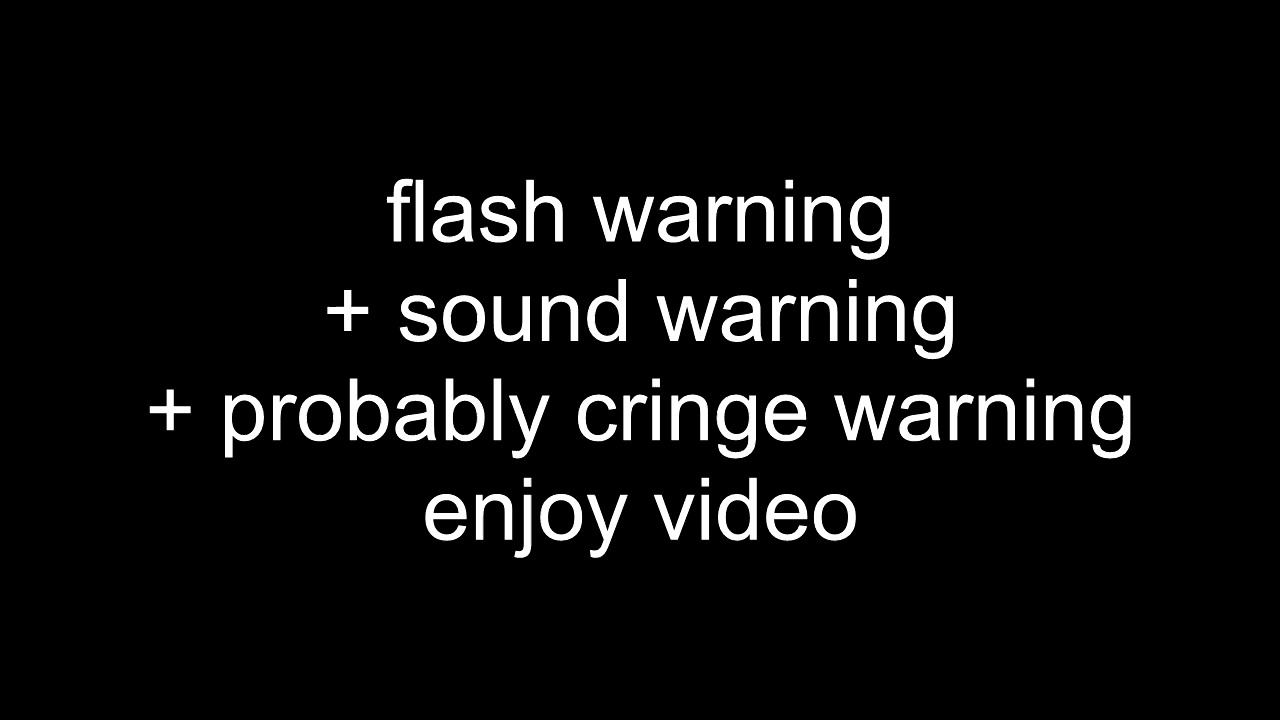 flash warning
+ sound warning
+ probably cringe warning
enjoy video